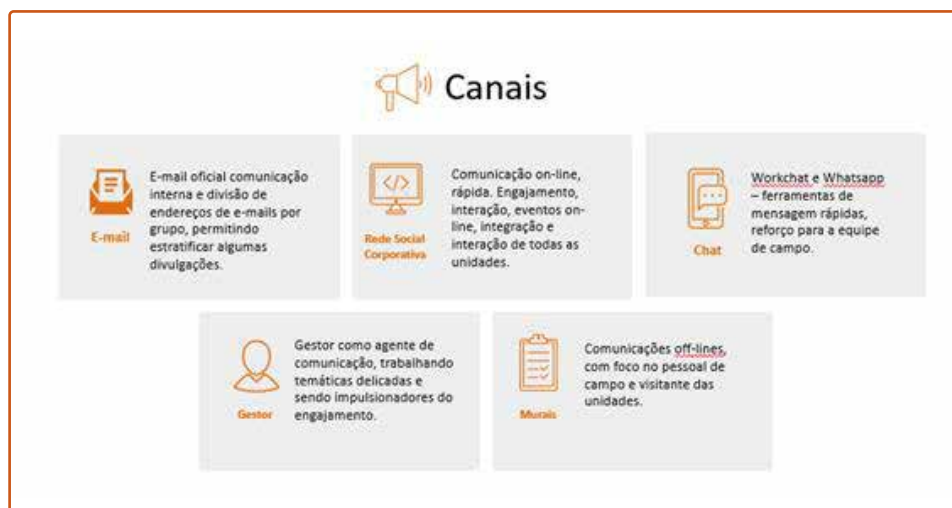 Canais
E-mail oficial comunicação
interna e divisão de
endereços de e-mails por
grupo, permitindo
estratificar algumas
divulgações.
E-mail
Comunicação on-line,
rápida. Engajamento,
interação, eventos on-
line, integração e
interação de todas as
unidades.
Rede Social
Corporativa
Workchat e Whatsapp
– ferramentas de
mensagem rápidas,
reforço para a equipe
de campo.
Chat
Gestor como agente de
comunicação, trabalhando
temáticas delicadas e
sendo impulsionadores do
engajamento.
Gestor
Comunicações off-lines,
com foco no pessoal de
campo e visitante das
unidades.
Murais